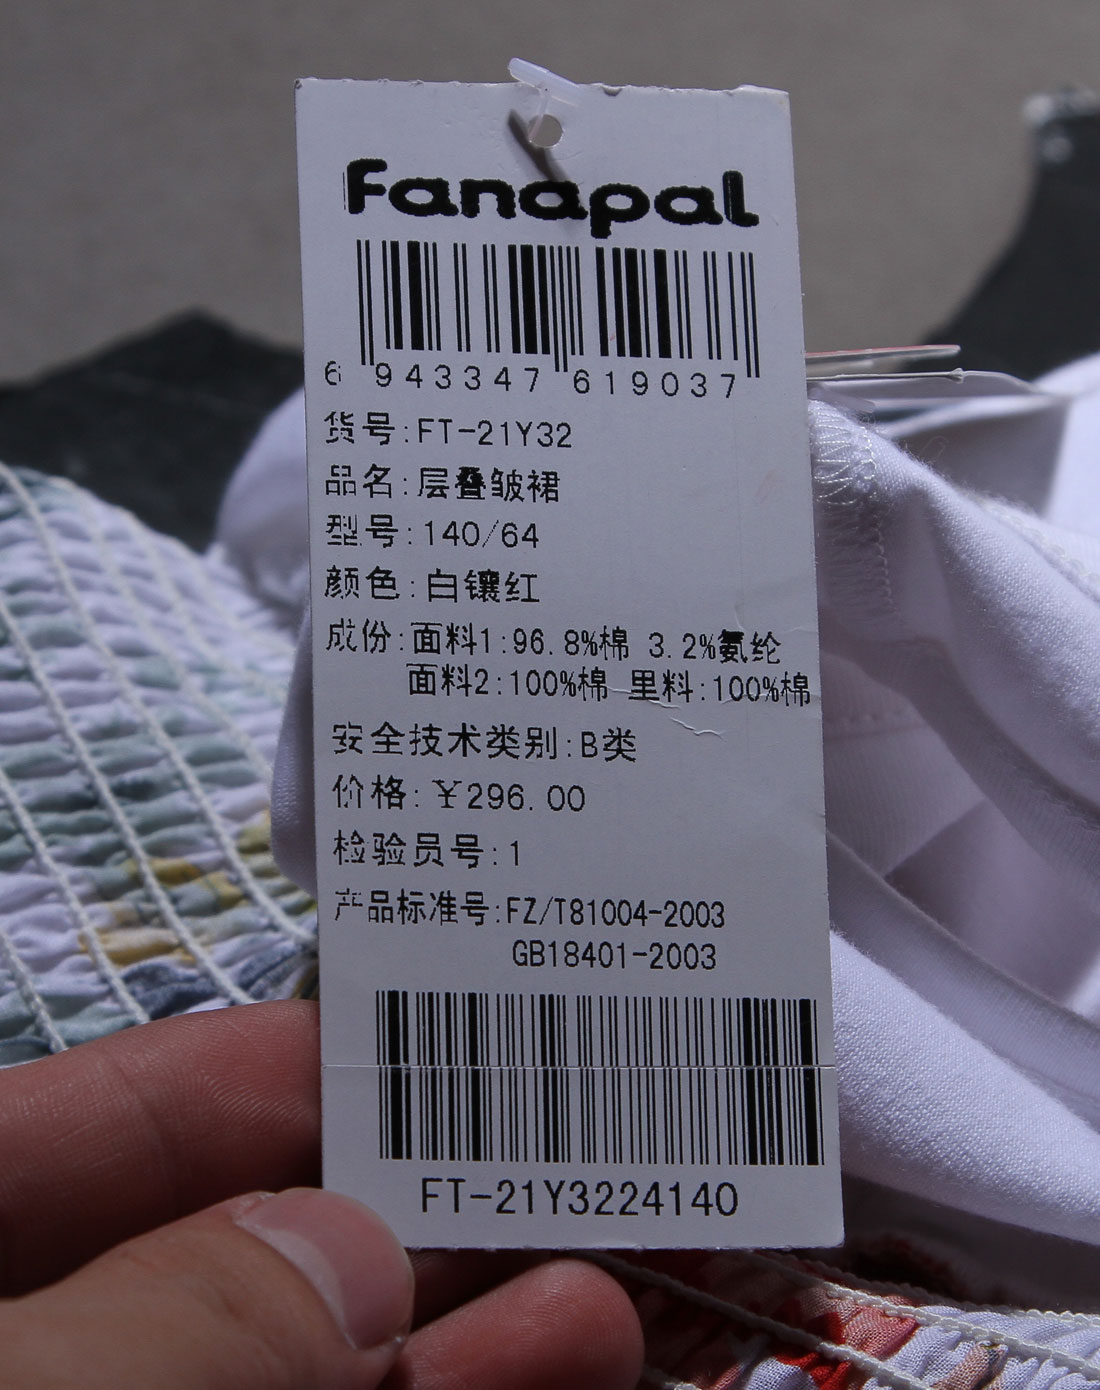 Fanapal
6 943347 619037
货号:FT-21Y32
品名:层叠皱裙
型号:140/64
颜色:白镶红
成份:面料1:96.8%棉 3.2%氨纶
面料2:100%棉 里料:100%棉
安全技术类别:B类
价格:¥296.00
检验员号:1
产品标准号:FZ/T81004-2003
GB18401-2003
FT-21Y3224140